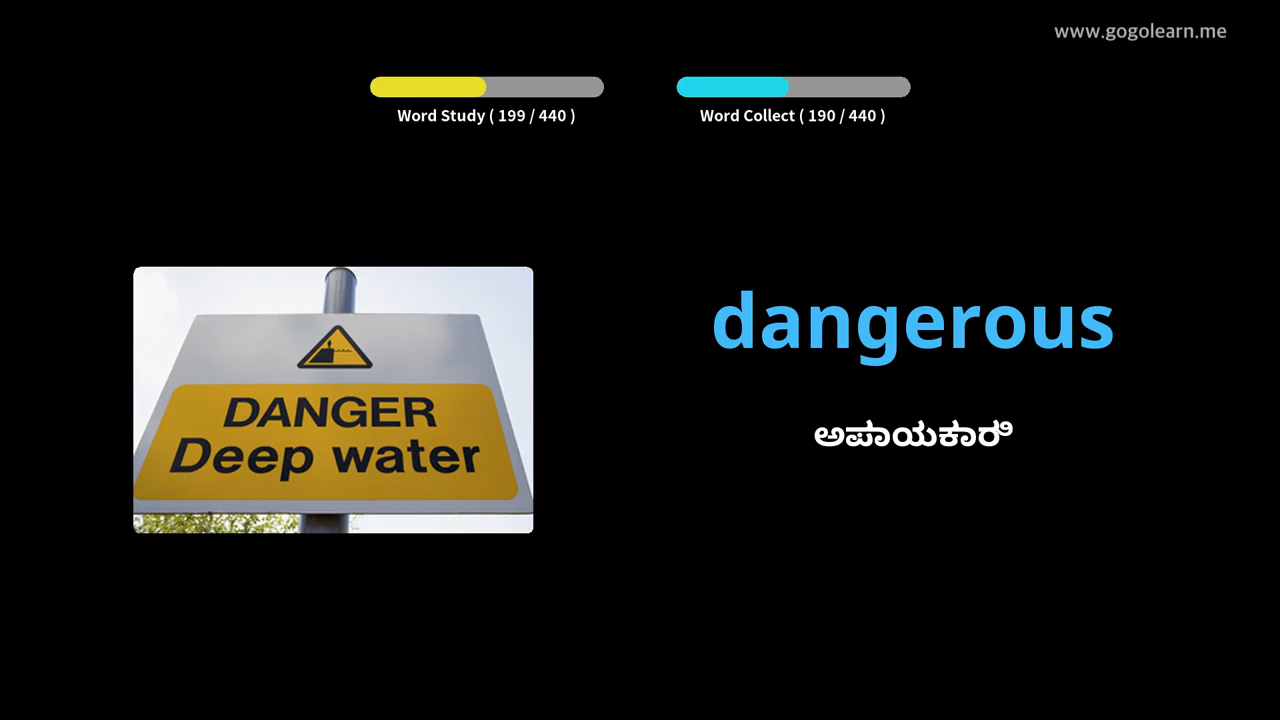 www.gogolearn.me
Word Study ( 199 / 440 )
Word Collect ( 190 / 440 )
DANGER
Deep water
dangerous
ಅಪಾಯಕಾರಿ